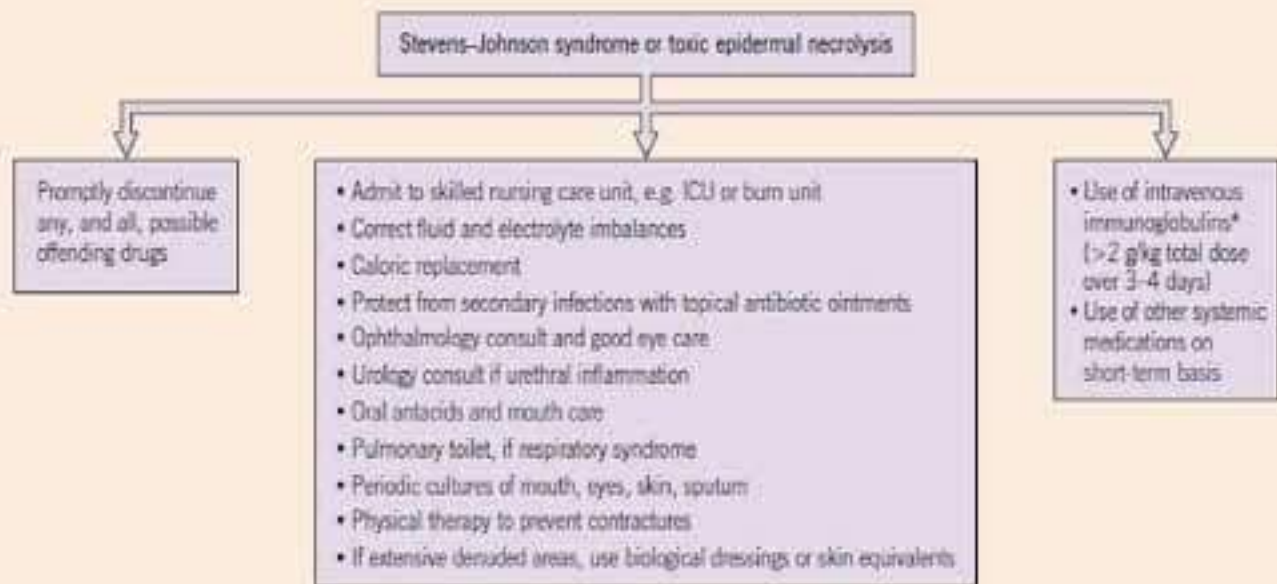 Stevens–Johnson syndrome or toxic epidermal necrolysis
Promptly discontinue
any, and all, possible
offending drugs
• Admit to skilled nursing care unit, e.g. ICU or burn unit
• Correct fluid and electrolyte imbalances
• Caloric replacement
• Protect from secondary infections with topical antibiotic ointments
• Ophthalmology consult and good eye care
• Urology consult if urethral inflammation
• Oral antacids and mouth care
• Pulmonary toilet, if respiratory syndrome
• Periodic cultures of mouth, eyes, skin, sputum
• Physical therapy to prevent contractures
• If extensive denuded areas, use biological dressings or skin equivalents
• Use of intravenous
immunoglobulins*
(>2 g/kg total dose
over 3–4 days)
• Use of other systemic
medications on
short-term basis